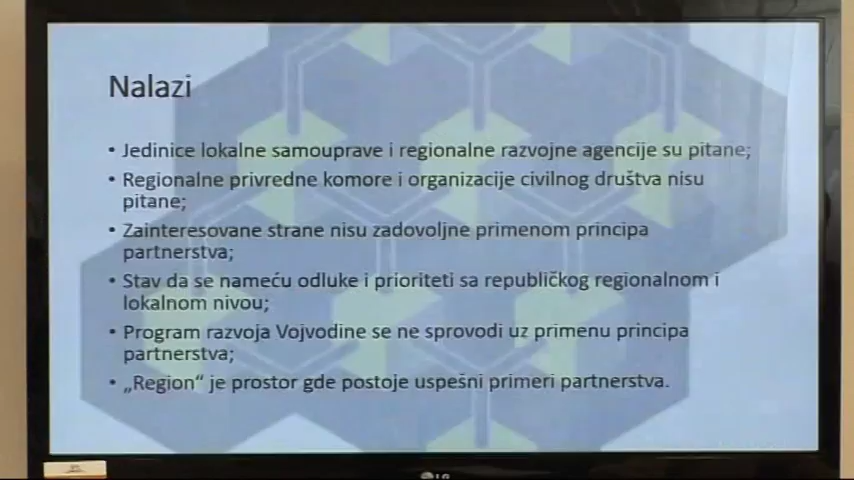 Nalazi
• Jedinice lokalne samouprave i regionalne razvojne agencije su pitane;
• Regionalne privredne komore i organizacije civilnog društva nisu
pitane;
• Zainteresovane strane nisu zadovoljne primenom principa
partnerstva;
• Stav da se nameću odluke i prioriteti sa republičkog regionalnom i
lokalnom nivou;
• Program razvoja Vojvodine se ne sprovodi uz primenu principa
partnerstva;
• „Region“ je prostor gde postoje uspešni primeri partnerstva.
LG